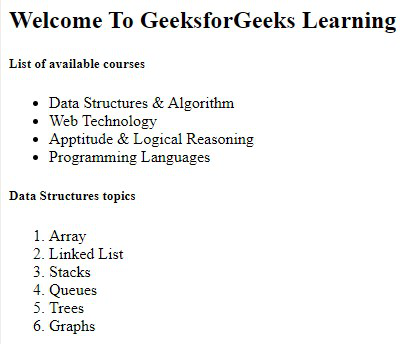 Welcome To GeeksforGeeks Learning
List of available courses
• Data Structures & Algorithm
• Web Technology
• Apptitude & Logical Reasoning
• Programming Languages
Data Structures topics
1. Array
2. Linked List
3. Stacks
4. Queues
5. Trees
6. Graphs